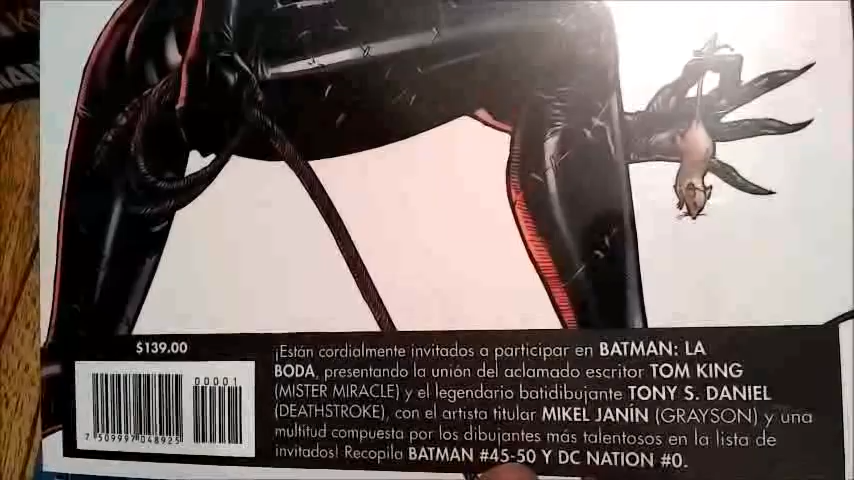 $139.00
00001
7 509997 048925
¡Están cordialmente invitados a participar en BATMAN: LA
BODA, presentando la unión del aclamado escritor TOM KING
(MISTER MIRACLE) y el legendario batidibujante TONY S. DANIEL
(DEATHSTROKE), con el artista titular MIKEL JANÍN (GRAYSON) y una
multitud compuesta por los dibujantes más talentosos en la lista de
invitados! Recopila BATMAN #45-50 Y DC NATION #0.